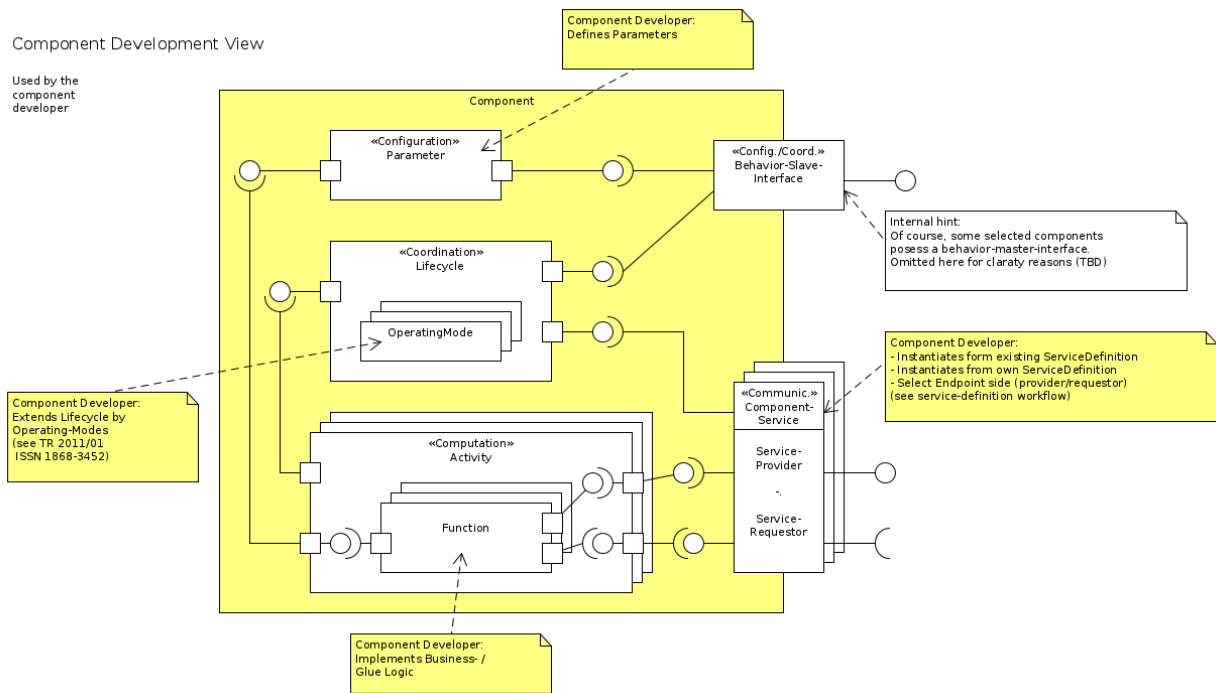 Component Development View
Used by the
component
developer
Component Developer:
Defines Parameters
Component
«Configuration»
Parameter
«Config./Coord.»
Behavior-Slave-
Interface
Internal hint:
Of course, some selected components
posess a behavior-master-interface.
Omitted here for claraty reasons (TBD)
«Coordination»
Lifecycle
OperatingMode
Component Developer:
- Instantiates form existing ServiceDefinition
- Instantiates from own ServiceDefinition
- Select Endpoint side (provider/requestor)
(see service-definition workflow)
Component Developer:
Extends Lifecycle by
Operating-Modes
(see TR 2011/01
ISSN 1868-3452)
«Communic.»
Component-
Service
Service-
Provider
-.
Service-
Requestor
«Computation»
Activity
Function
Component Developer:
Implements Business- /
Glue Logic